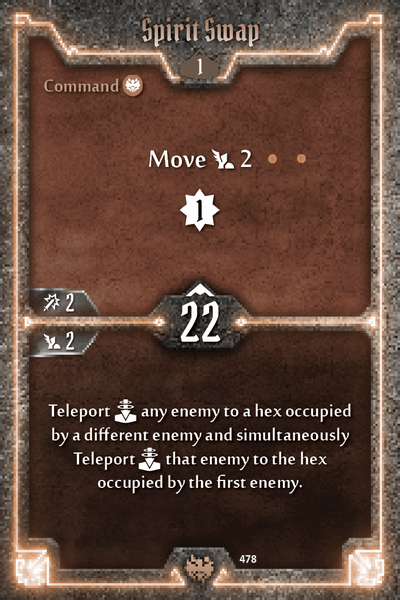 Spirit Swap
1
Command
Move 2
1
2
22
2
Teleport any enemy to a hex occupied
by a different enemy and simultaneously
Teleport that enemy to the hex
occupied by the first enemy.
478